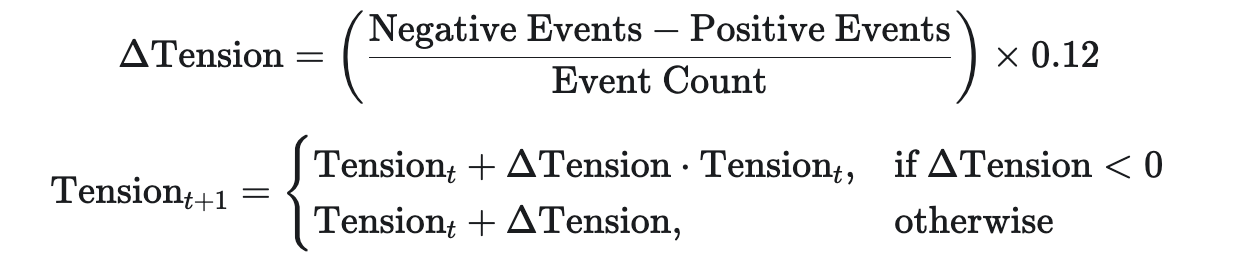 ΔTension = (Negative Events − Positive Events / Event Count) × 0.12
Tension_{t+1} = { Tension_t + ΔTension · Tension_t, if ΔTension < 0
Tension_t + ΔTension, otherwise